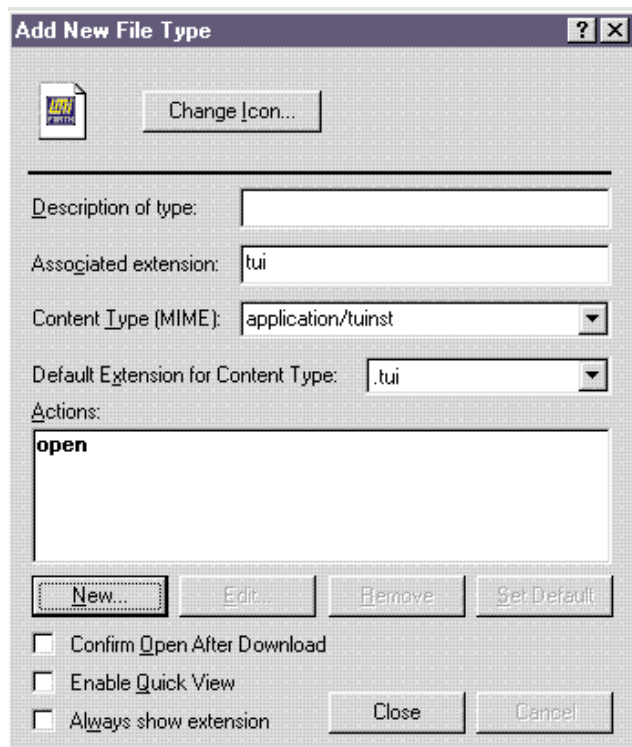 Add New File Type
Change Icon...
Description of type:
Associated extension: tui
Content Type (MIME): application/tuinst
Default Extension for Content Type: .tui
Actions:
open
New... Edit... Remove Set Default
Confirm Open After Download
Enable Quick View
Always show extension
Close Cancel